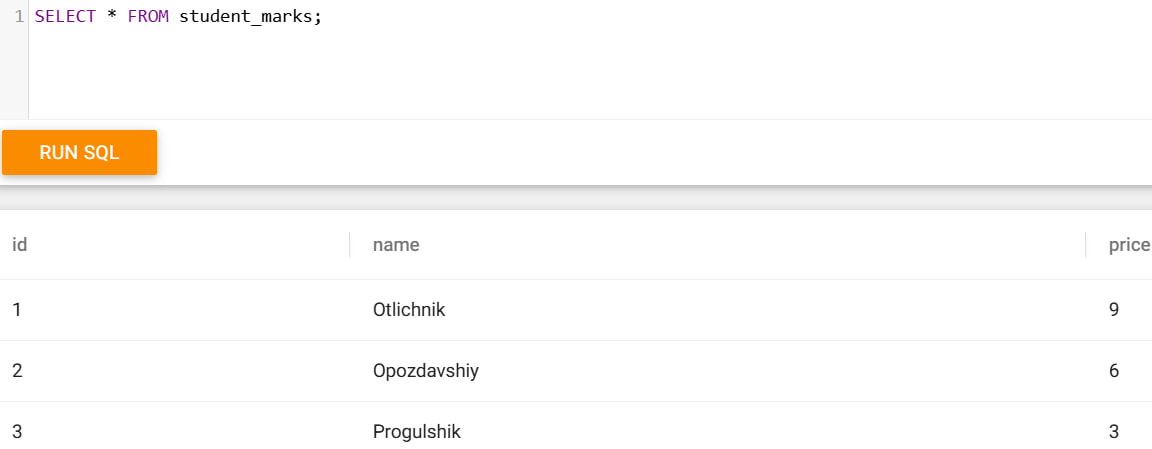 1 SELECT * FROM student_marks;
RUN SQL
id name price
1 Otlichnik 9
2 Opozdavshiy 6
3 Progulshik 3